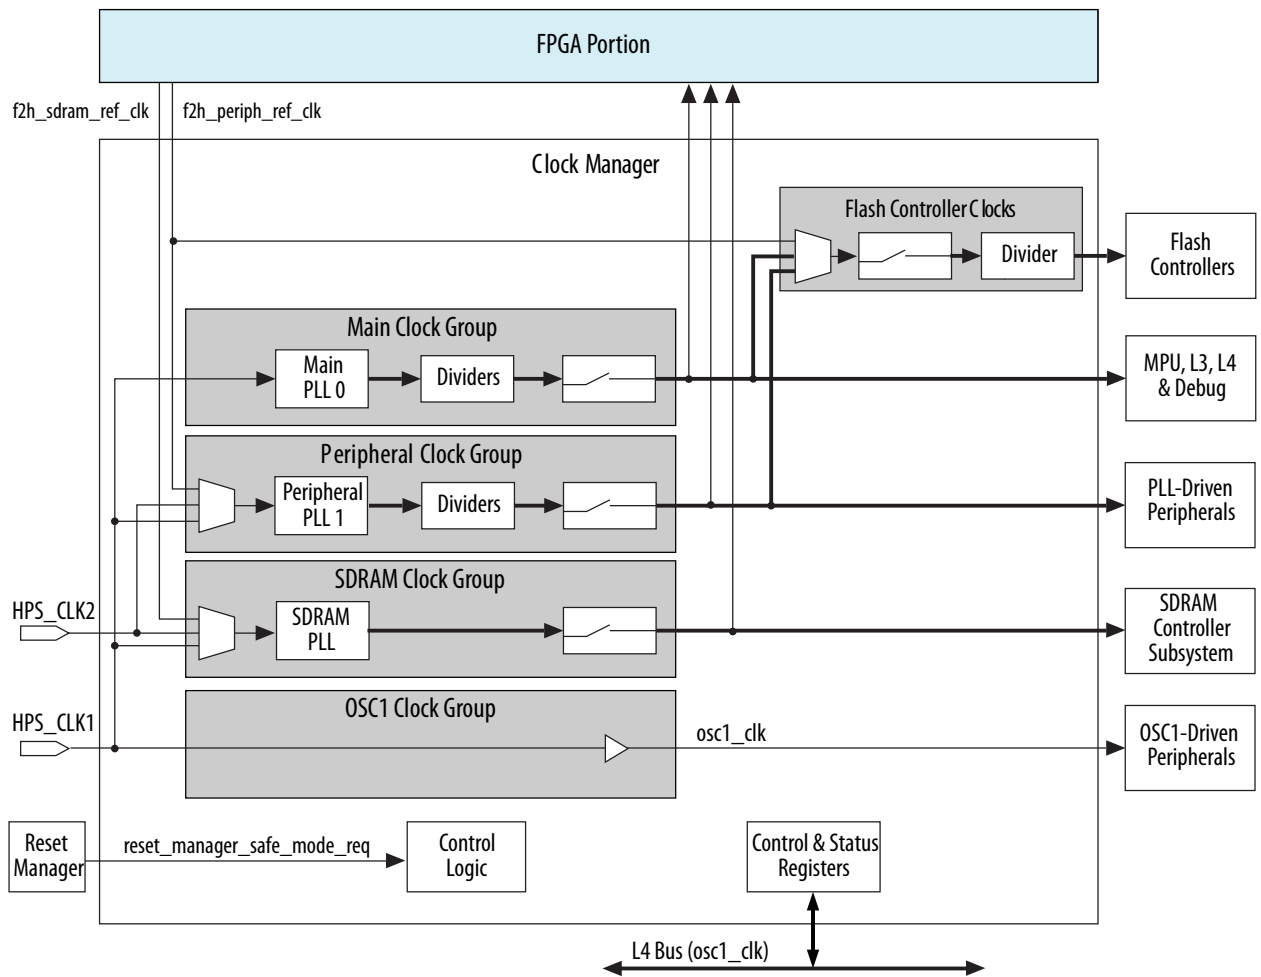 FPGA Portion
f2h_sdram_ref_clk
f2h_periph_ref_clk
Clock Manager
Flash Controller Clocks
Divider
Flash
Controllers
Main Clock Group
Main
PLL 0
Dividers
MPU, L3, L4
& Debug
Peripheral Clock Group
Peripheral
PLL 1
Dividers
PLL-Driven
Peripherals
SDRAM Clock Group
HPS_CLK2
SDRAM
PLL
SDRAM
Controller
Subsystem
OSC1 Clock Group
HPS_CLK1
osc1_clk
OSC1-Driven
Peripherals
Reset
Manager
reset_manager_safe_mode_req
Control
Logic
Control & Status
Registers
L4 Bus (osc1_clk)